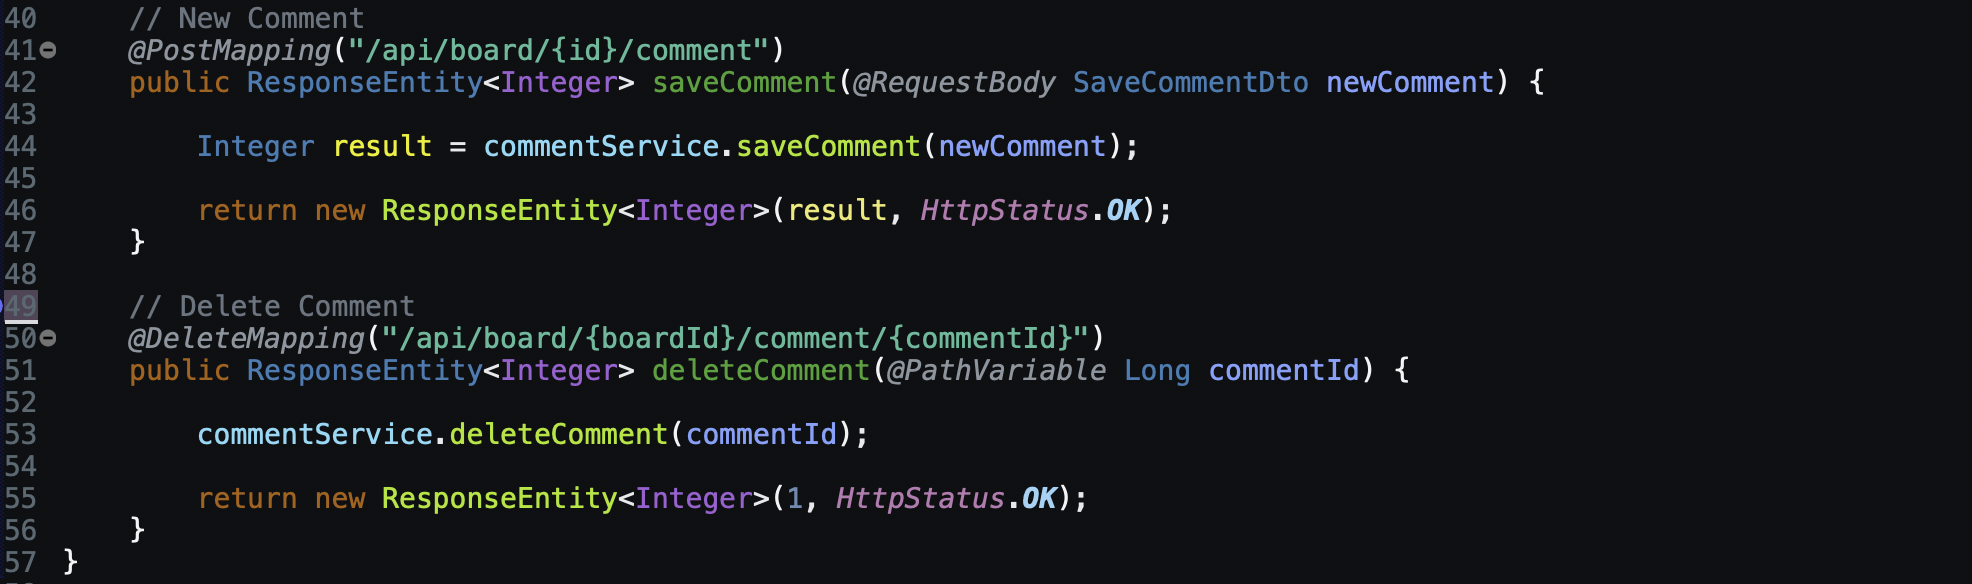 40 // New Comment
41 @PostMapping("/api/board/{id}/comment")
42 public ResponseEntity<Integer> saveComment(@RequestBody SaveCommentDto newComment) {
43
44 Integer result = commentService.saveComment(newComment);
45
46 return new ResponseEntity<Integer>(result, HttpStatus.OK);
47 }
48
49 // Delete Comment
50 @DeleteMapping("/api/board/{boardId}/comment/{commentId}")
51 public ResponseEntity<Integer> deleteComment(@PathVariable Long commentId) {
52
53 commentService.deleteComment(commentId);
54
55 return new ResponseEntity<Integer>(1, HttpStatus.OK);
56 }
57 }